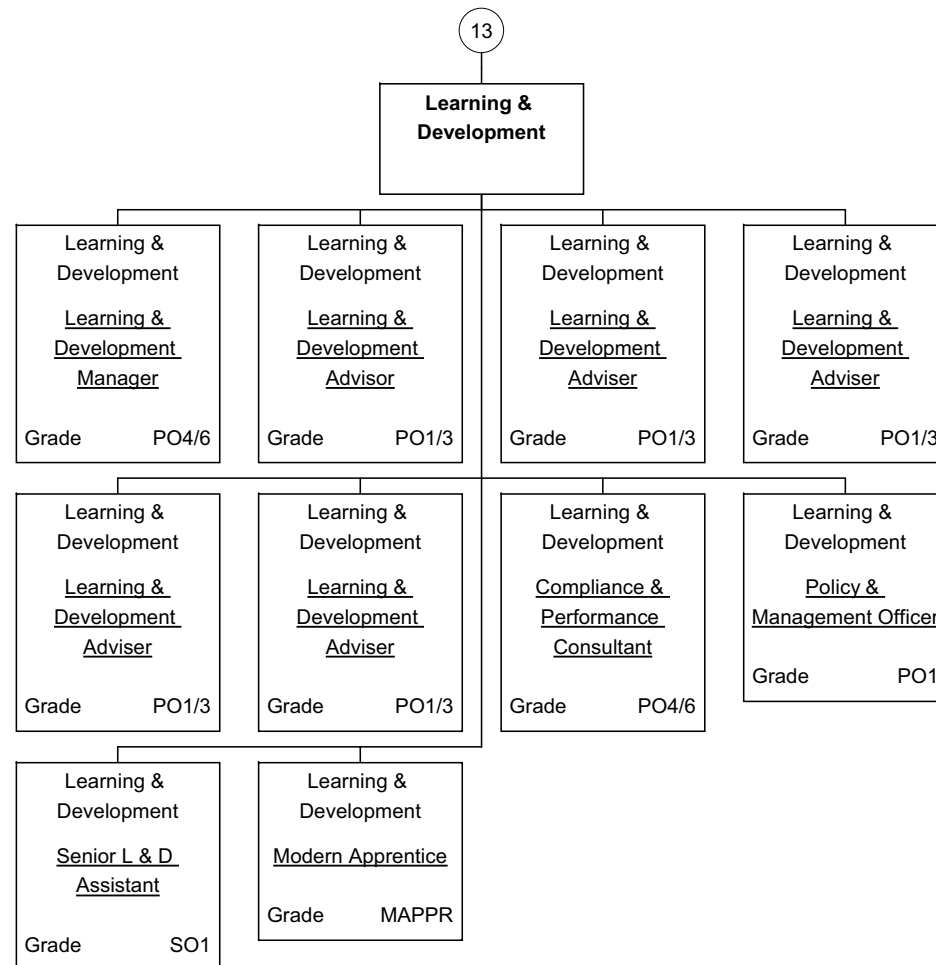 13
Learning &
Development
Learning &
Development
Learning &
Development
Manager
Grade PO4/6
Learning &
Development
Learning &
Development
Advisor
Grade PO1/3
Learning &
Development
Learning &
Development
Adviser
Grade PO1/3
Learning &
Development
Learning &
Development
Adviser
Grade PO1/3
Learning &
Development
Learning &
Development
Adviser
Grade PO1/3
Learning &
Development
Learning &
Development
Adviser
Grade PO1/3
Learning &
Development
Compliance &
Performance
Consultant
Grade PO4/6
Learning &
Development
Policy &
Management Officer
Grade PO1
Learning &
Development
Senior L & D
Assistant
Grade SO1
Learning &
Development
Modern Apprentice
Grade MAPPR